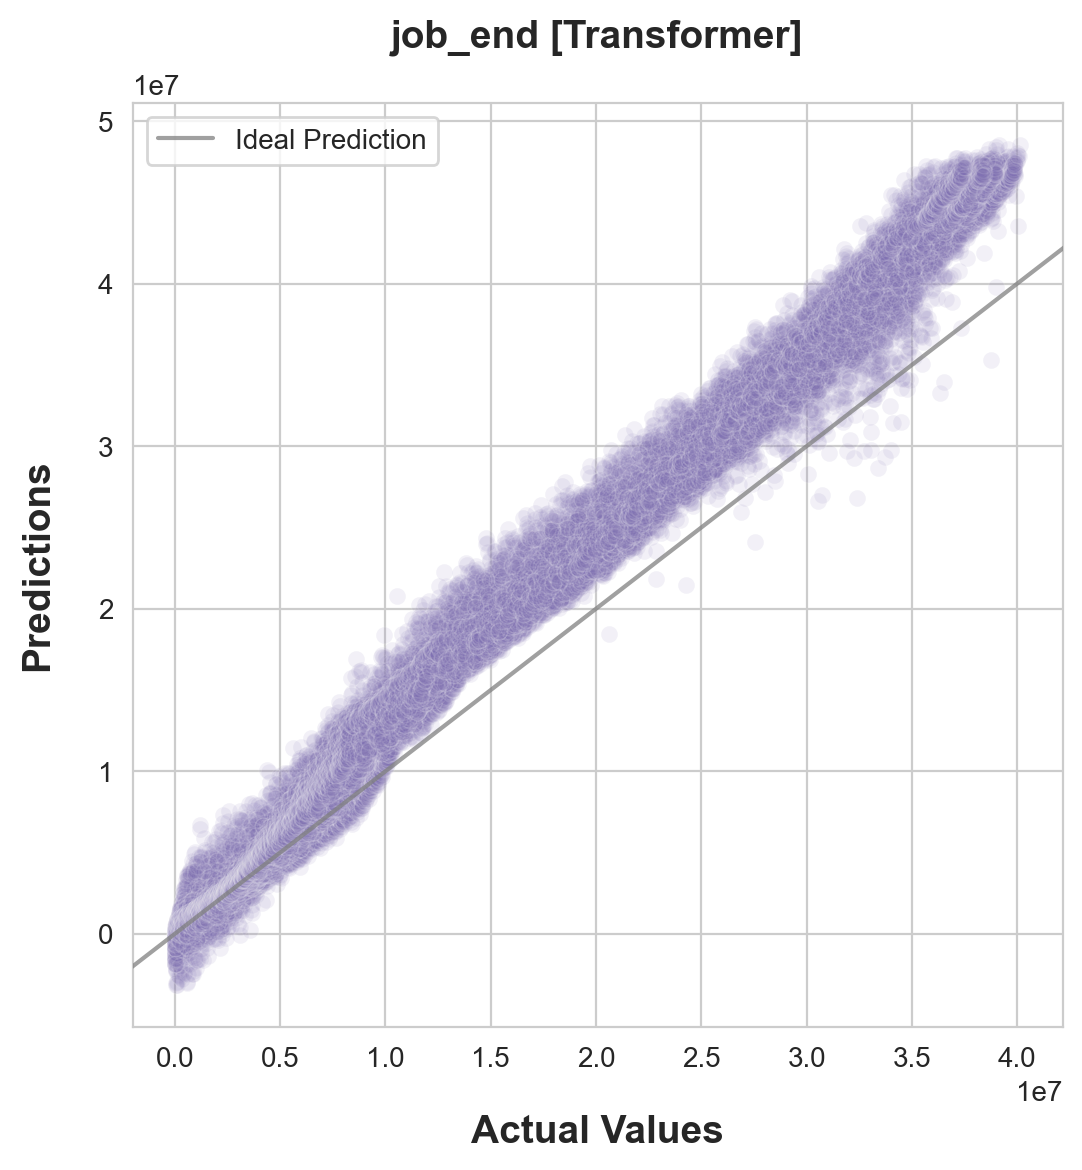 job_end [Transformer]
1e7
Ideal Prediction
5
4
3
2
1
0
Predictions
0.0 0.5 1.0 1.5 2.0 2.5 3.0 3.5 4.0
1e7
Actual Values